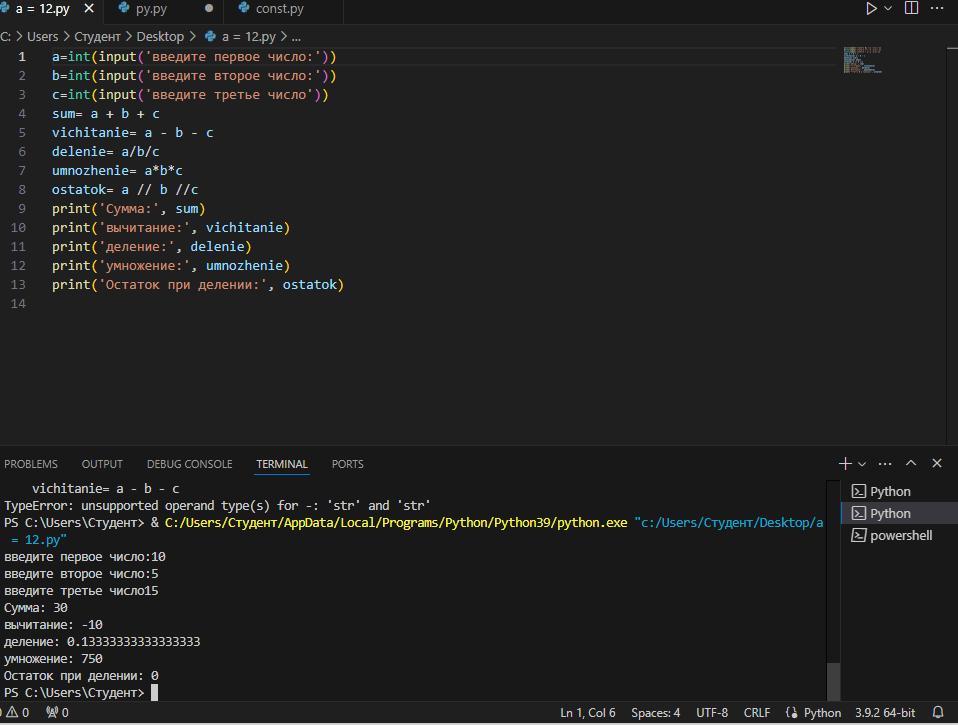 a = 12.py
py.py
const.py
C: > Users > Студент > Desktop > a = 12.py > ...
1 a=int(input('введите первое число:'))
2 b=int(input('введите второе число:'))
3 c=int(input('введите третье число'))
4 sum= a + b + c
5 vichitanie= a - b - c
6 delenie= a/b/c
7 umnozhenie= a*b*c
8 ostatok= a // b //c
9 print('Сумма:', sum)
10 print('вычитание:', vichitanie)
11 print('деление:', delenie)
12 print('умножение:', umnozhenie)
13 print('Остаток при делении:', ostatok)
14
PROBLEMS OUTPUT DEBUG CONSOLE TERMINAL PORTS
vichitanie= a - b - c
TypeError: unsupported operand type(s) for -: 'str' and 'str'
PS C:\Users\Студент> & C:/Users/Студент/AppData/Local/Programs/Python/Python39/python.exe "c:/Users/Студент/Desktop/a
= 12.py"
введите первое число:10
введите второе число:5
введите третье число15
Сумма: 30
вычитание: -10
деление: 0.13333333333333333
умножение: 750
Остаток при делении: 0
PS C:\Users\Студент>
Python
Python
powershell
0 0 Ln 1, Col 6 Spaces: 4 UTF-8 CRLF Python 3.9.2 64-bit